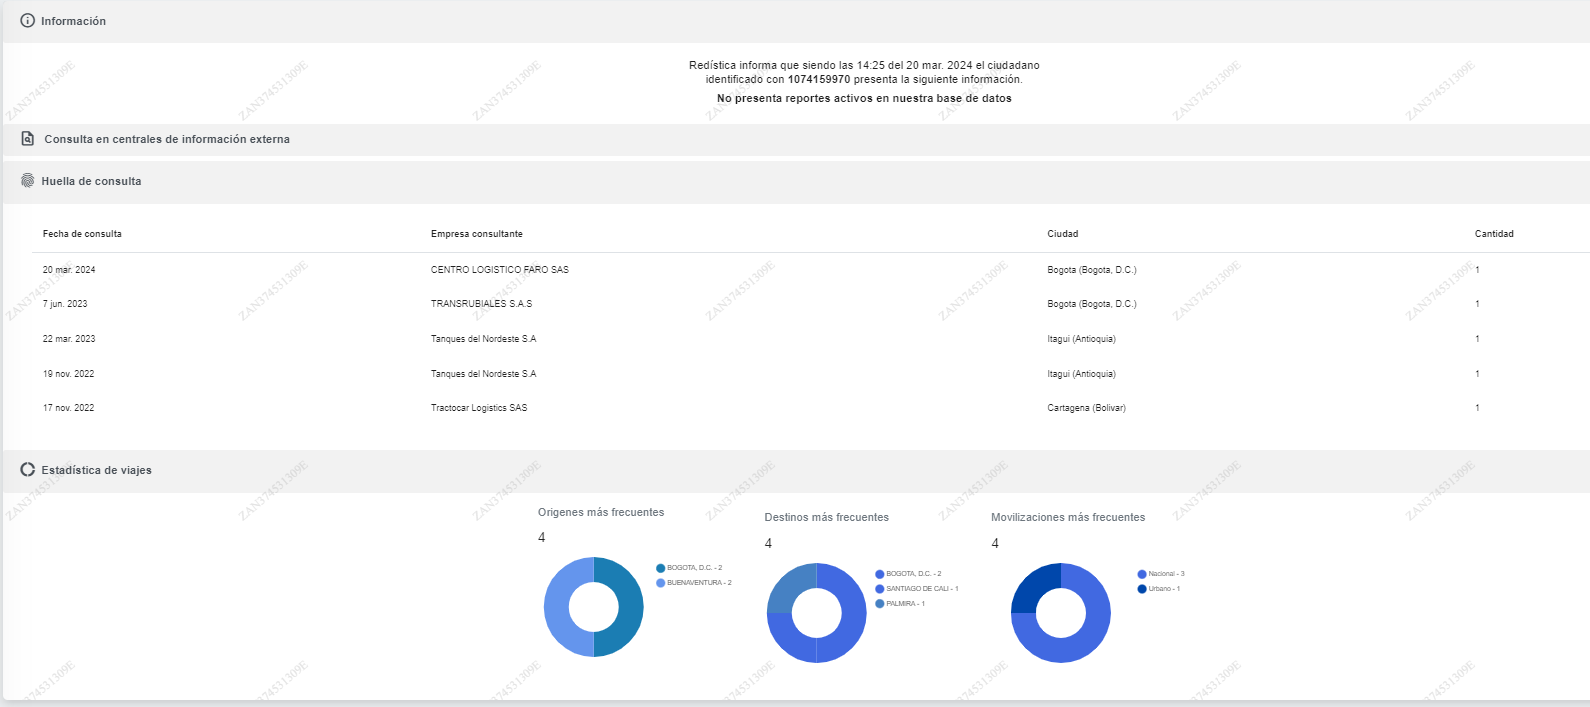 Información
Redística informa que siendo las 14:25 del 20 mar. 2024 el ciudadano
identificado con 1074159970 presenta la siguiente información.
No presenta reportes activos en nuestra base de datos
Consulta en centrales de información externa
Huella de consulta
Fecha de consulta Empresa consultante Ciudad Cantidad
20 mar. 2024 CENTRO LOGISTICO FARO SAS Bogota (Bogota, D.C.) 1
7 jun. 2023 TRANSRUBIALES S.A.S Bogota (Bogota, D.C.) 1
22 mar. 2023 Tanques del Nordeste S.A Itagui (Antioquia) 1
19 nov. 2022 Tanques del Nordeste S.A Itagui (Antioquia) 1
17 nov. 2022 Tractocar Logistics SAS Cartagena (Bolivar) 1
Estadística de viajes
Origenes más frecuentes
4
BOGOTA, D.C. - 2
BUENAVENTURA - 2
Destinos más frecuentes
4
BOGOTA, D.C. - 2
SANTIAGO DE CALI - 1
PALMIRA - 1
Movilizaciones más frecuentes
4
Nacional - 3
Urbano - 1
ZAN374531309E